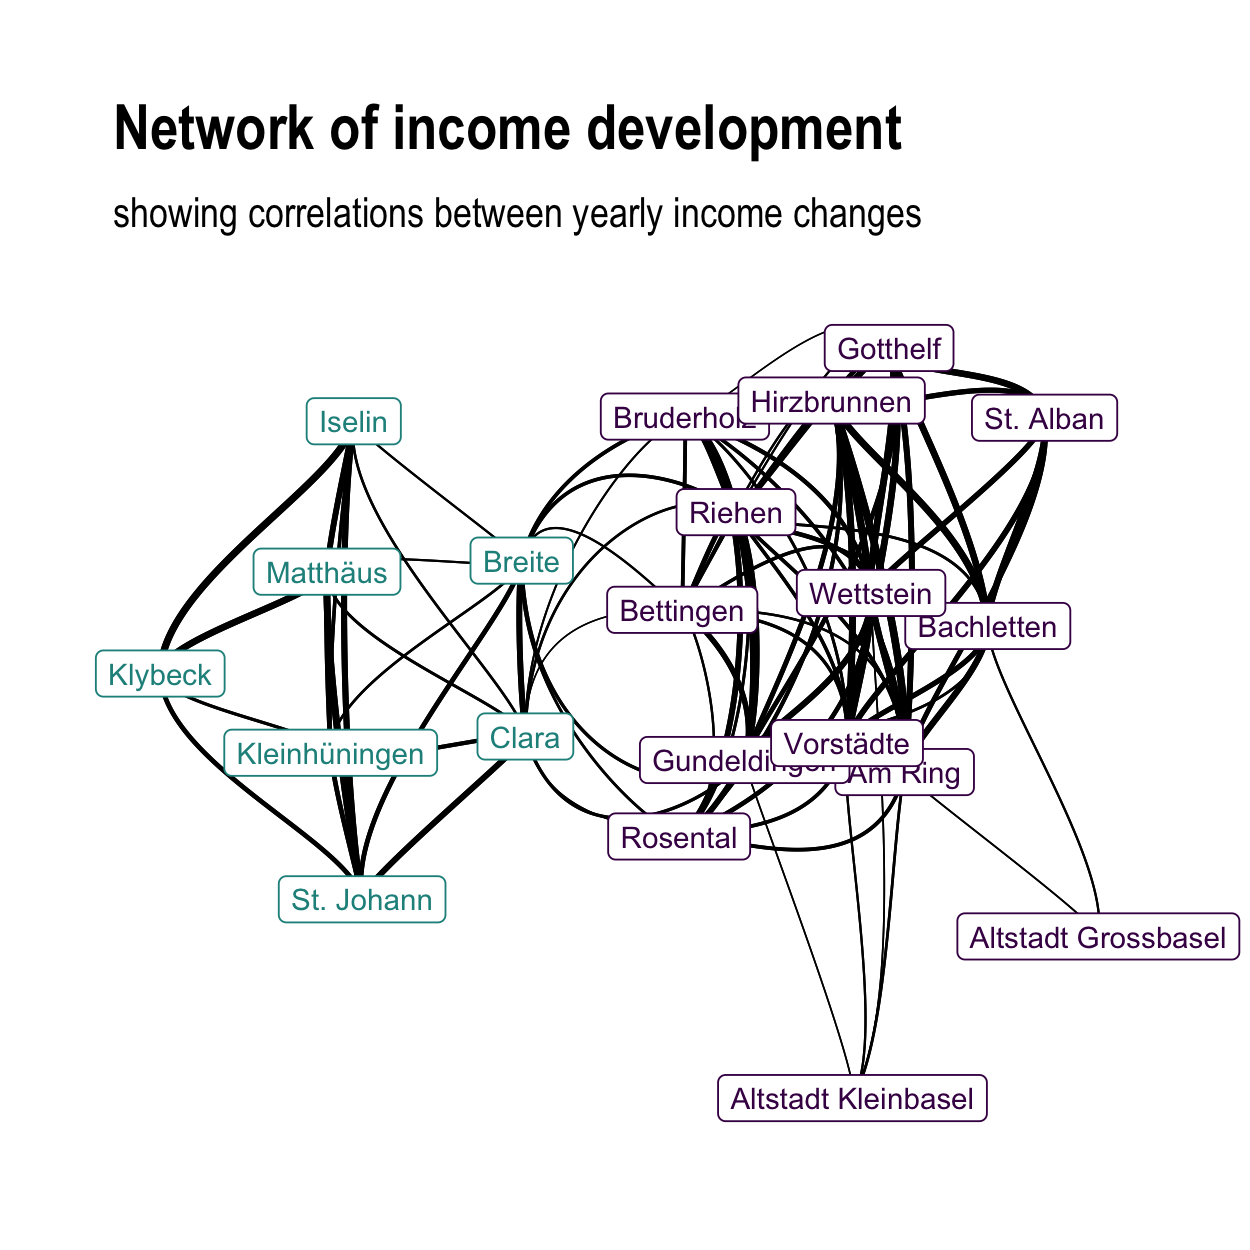 Network of income development
showing correlations between yearly income changes
Gotthelf
Hirzbrunnen
Bruderholz
St. Alban
Iselin
Riehen
Breite
Matthäus
Wettstein
Bettingen
Bachletten
Klybeck
Clara
Vorstädte
Kleinhüningen
Gundeldingen
Am Ring
Rosental
St. Johann
Altstadt Grossbasel
Altstadt Kleinbasel